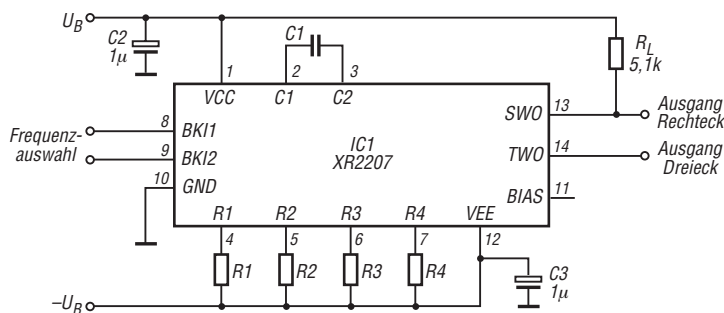 U_B
C2
1µ
C1
R_L
5,1k
1
2
3
VCC
C1
C2
SWO
13
Ausgang
Rechteck
Frequenz-
auswahl
8
BKI1
9
BKI2
IC1
XR2207
TWO
14
Ausgang
Dreieck
10
GND
BIAS
11
R1
R2
R3
R4
VEE
4
5
6
7
12
R1
R2
R3
R4
C3
1µ
–U_B